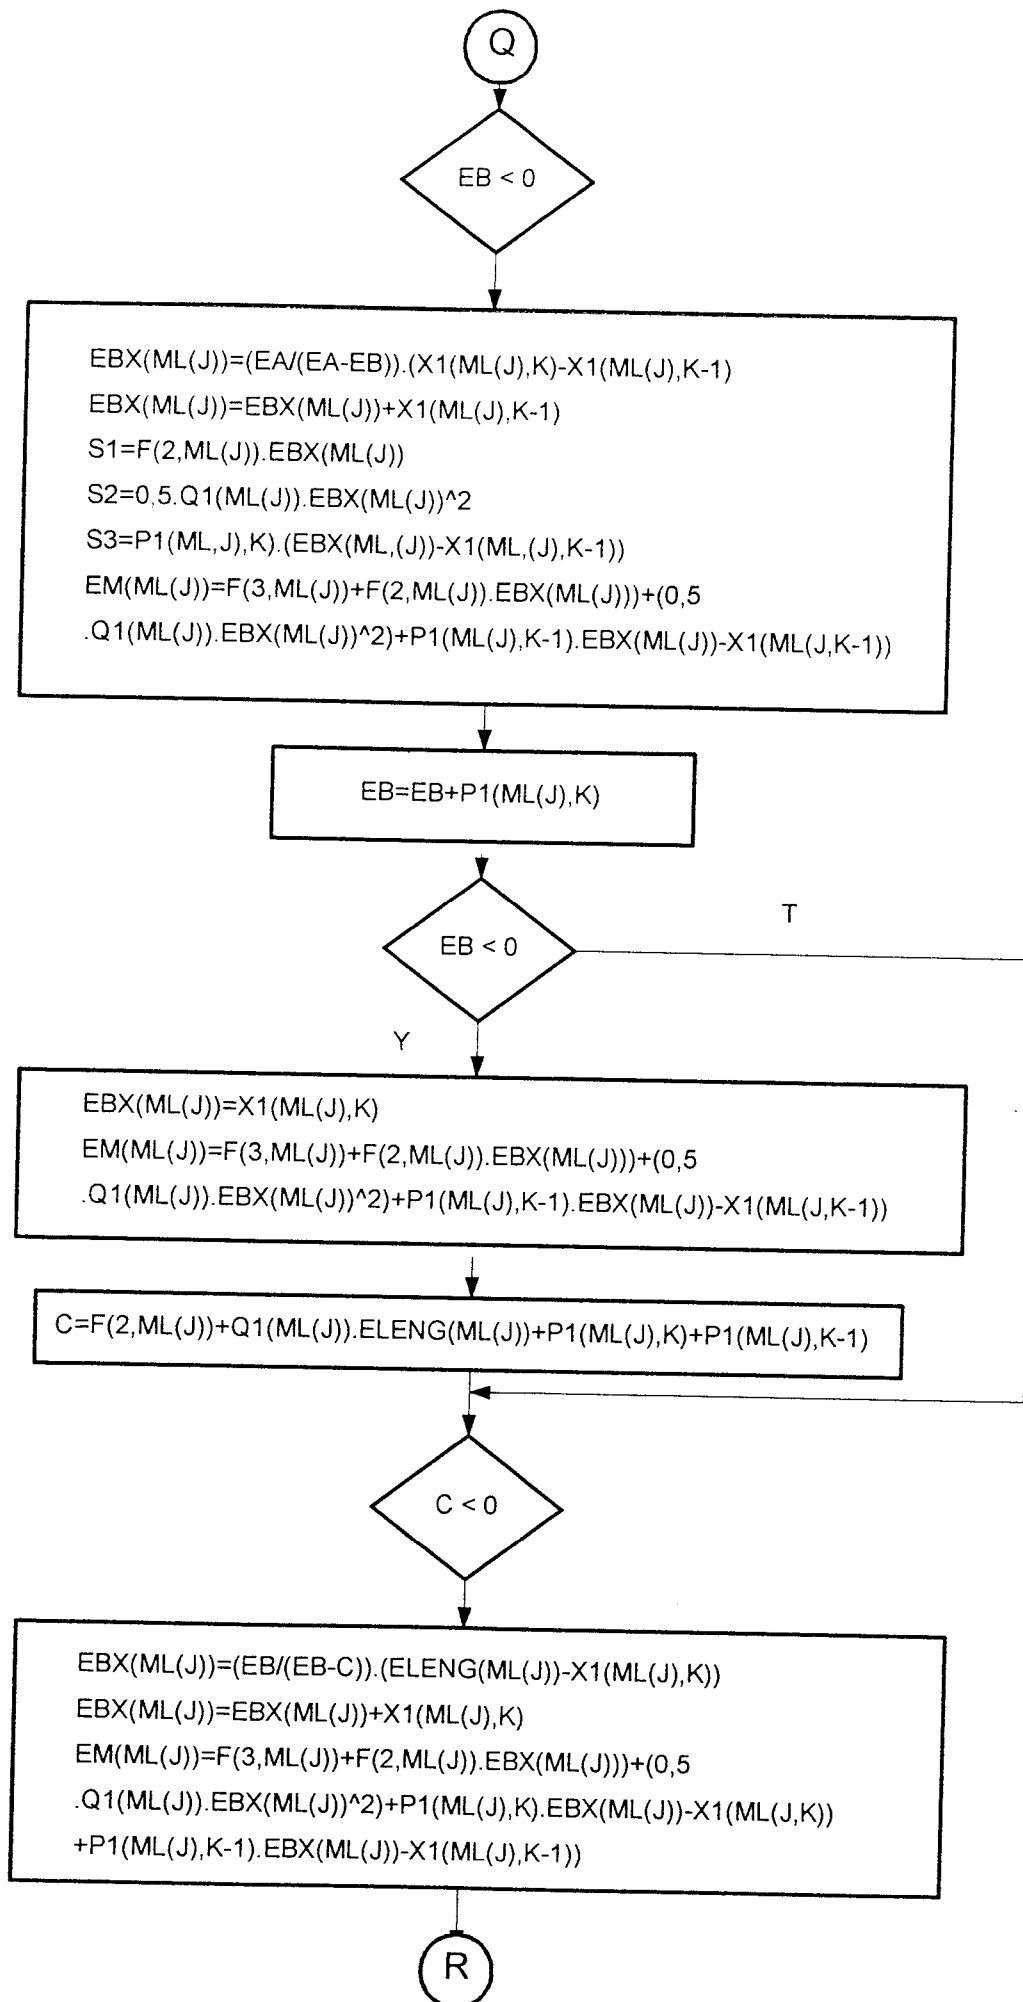 Q
EB < 0
EBX(ML(J))=(EA/(EA-EB)).(X1(ML(J),K)-X1(ML(J),K-1)
EBX(ML(J))=EBX(ML(J))+X1(ML(J),K-1)
S1=F(2,ML(J)).EBX(ML(J))
S2=0,5.Q1(ML(J)).EBX(ML(J))^2
S3=P1(ML,J),K).(EBX(ML,(J))-X1(ML,(J),K-1))
EM(ML(J))=F(3,ML(J))+F(2,ML(J)).EBX(ML(J)))+(0,5
.Q1(ML(J)).EBX(ML(J))^2)+P1(ML(J),K-1).EBX(ML(J))-X1(ML(J,K-1))
EB=EB+P1(ML(J),K)
EB < 0
T
Y
EBX(ML(J))=X1(ML(J),K)
EM(ML(J))=F(3,ML(J))+F(2,ML(J)).EBX(ML(J)))+(0,5
.Q1(ML(J)).EBX(ML(J))^2)+P1(ML(J),K-1).EBX(ML(J))-X1(ML(J,K-1))
C=F(2,ML(J))+Q1(ML(J)).ELENG(ML(J))+P1(ML(J),K)+P1(ML(J),K-1)
C < 0
EBX(ML(J))=(EB/(EB-C)).(ELENG(ML(J))-X1(ML(J),K))
EBX(ML(J))=EBX(ML(J))+X1(ML(J),K)
EM(ML(J))=F(3,ML(J))+F(2,ML(J)).EBX(ML(J)))+(0,5
.Q1(ML(J)).EBX(ML(J))^2)+P1(ML(J),K).EBX(ML(J))-X1(ML(J,K))
+P1(ML(J),K-1).EBX(ML(J))-X1(ML(J),K-1))
R